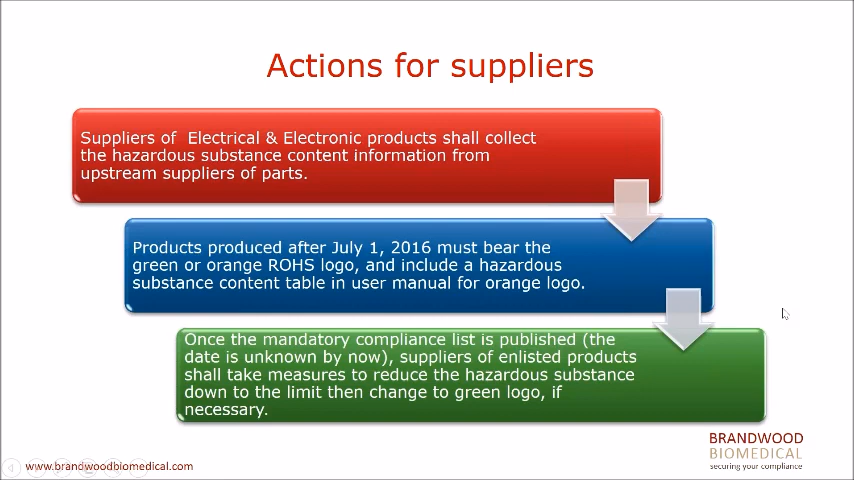 Actions for suppliers
Suppliers of  Electrical & Electronic products shall collect
the hazardous substance content information from
upstream suppliers of parts.
Products produced after July 1, 2016 must bear the
green or orange ROHS logo, and include a hazardous
substance content table in user manual for orange logo.
Once the mandatory compliance list is published (the
date is unknown by now), suppliers of enlisted products
shall take measures to reduce the hazardous substance
down to the limit then change to green logo, if
necessary.
BRANDWOOD
BIOMEDICAL
securing your compliance
www.brandwoodbiomedical.com